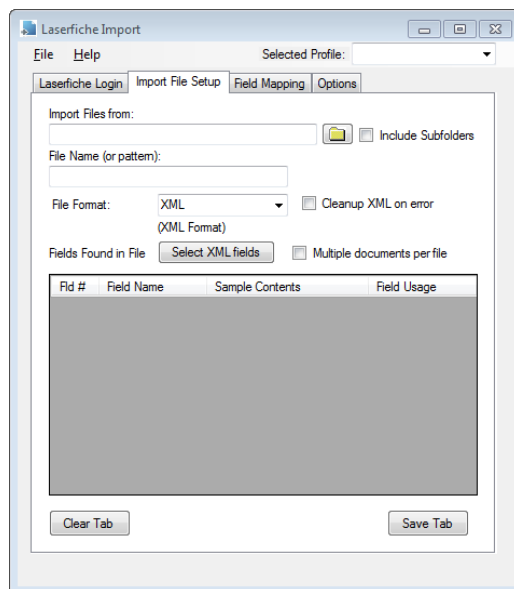 Laserfiche Import
File Help Selected Profile:
Laserfiche Login Import File Setup Field Mapping Options
Import Files from:
Include Subfolders
File Name (or pattern):
File Format: XML Cleanup XML on error
(XML Format)
Fields Found in File Select XML fields Multiple documents per file
Fld # Field Name Sample Contents Field Usage
Clear Tab Save Tab